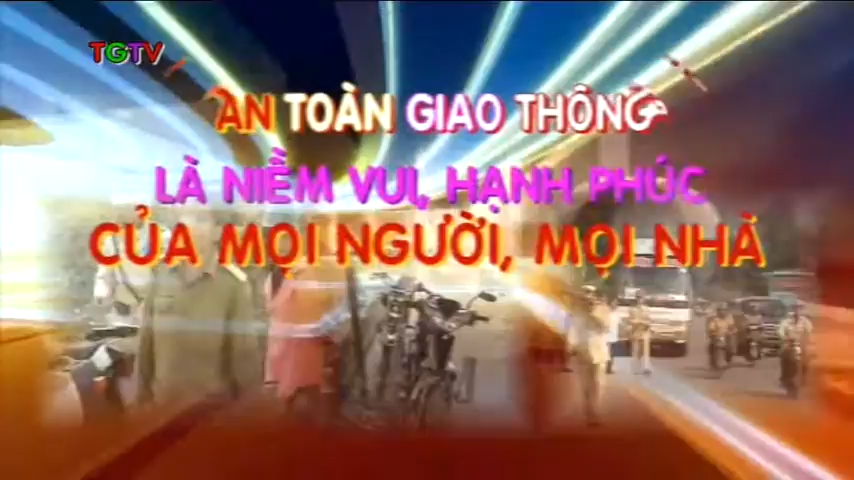 TGTV
AN TOÀN GIAO THÔNG
LÀ NIỀM VUI, HẠNH PHÚC
CỦA MỌI NGƯỜI, MỌI NHÀ